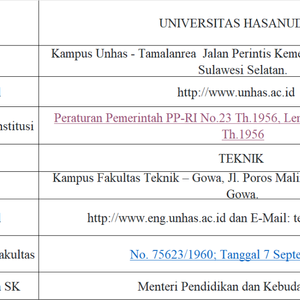 UNIVERSITAS HASANUD
Kampus Unhas - Tamalanrea Jalan Perintis Keme
Sulawesi Selatan.
http://www.unhas.ac.id
nstitusi
Peraturan Pemerintah PP-RI No.23 Th.1956, Ler
Th.1956
TEKNIK
Kampus Fakultas Teknik – Gowa, Jl. Poros Mali
Gowa.
http://www.eng.unhas.ac.id dan E-Mail: te
akultas
No. 75623/1960; Tanggal 7 Septe
SK
Menteri Pendidikan dan Kebuda